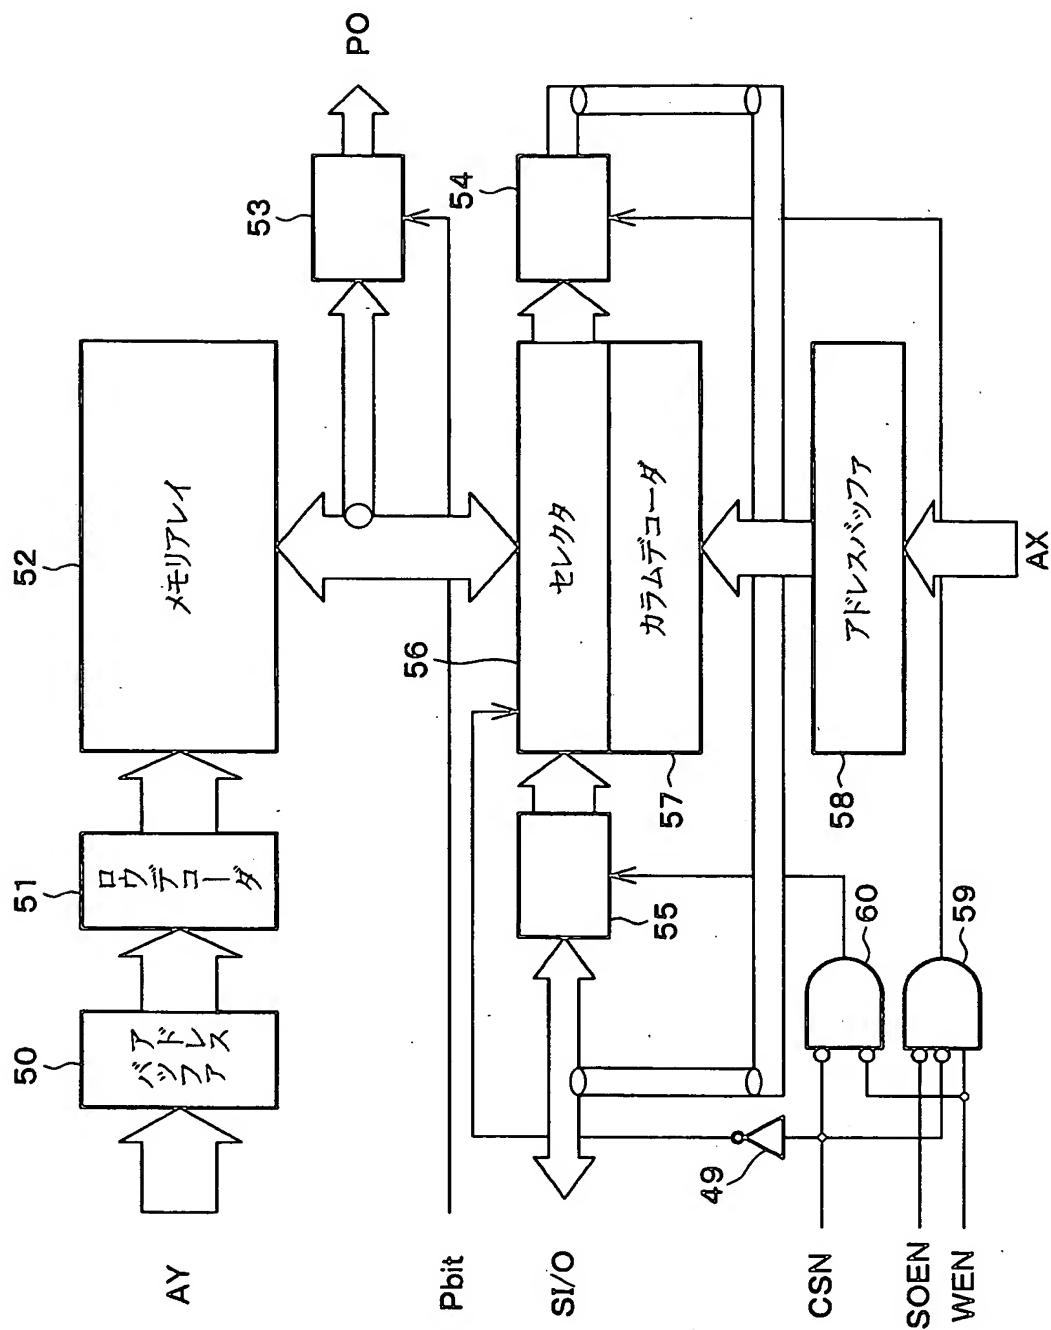 AY
50
アドレス
バッファ
51
ロウデコーダ
52
メモリアレイ
53
PO
Pbit
54
56
セレクタ
カラムデコーダ
57
SI/O
55
アドレスバッファ
58
AX
49
60
59
CSN
SOEN
WEN